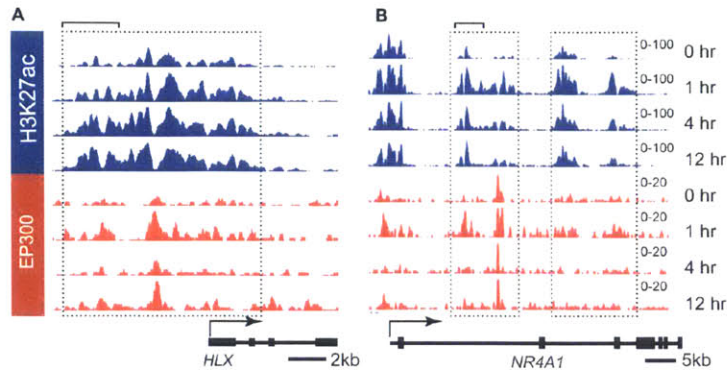 A
B
H3K27ac
EP300
0-100 0 hr
0-100 1 hr
0-100 4 hr
0-100 12 hr
0-20 0 hr
0-20 1 hr
0-20 4 hr
0-20 12 hr
HLX 2kb
NR4A1 5kb